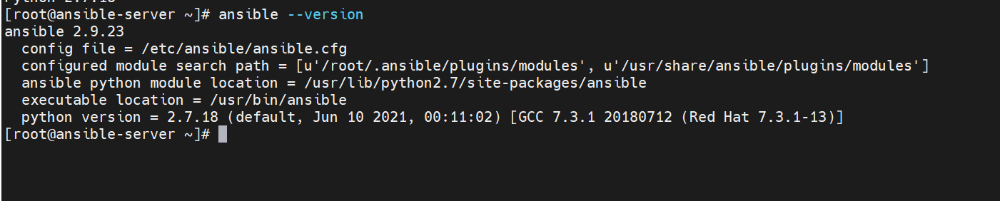 [root@ansible-server ~]# ansible --version
ansible 2.9.23
  config file = /etc/ansible/ansible.cfg
  configured module search path = [u'/root/.ansible/plugins/modules', u'/usr/share/ansible/plugins/modules']
  ansible python module location = /usr/lib/python2.7/site-packages/ansible
  executable location = /usr/bin/ansible
  python version = 2.7.18 (default, Jun 10 2021, 00:11:02) [GCC 7.3.1 20180712 (Red Hat 7.3.1-13)]
[root@ansible-server ~]#